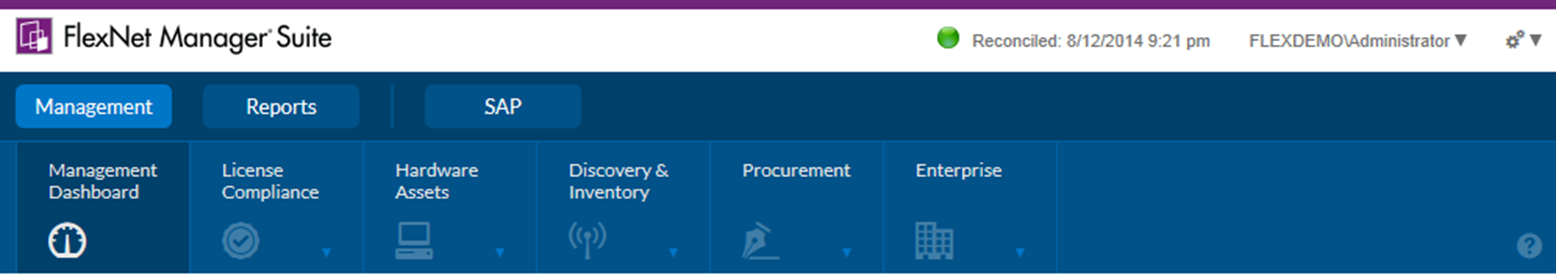 FlexNet Manager® Suite
Reconciled: 8/12/2014 9:21 pm
FLEXDEMO\Administrator
Management
Reports
SAP
Management
Dashboard
License
Compliance
Hardware
Assets
Discovery &
Inventory
Procurement
Enterprise
?